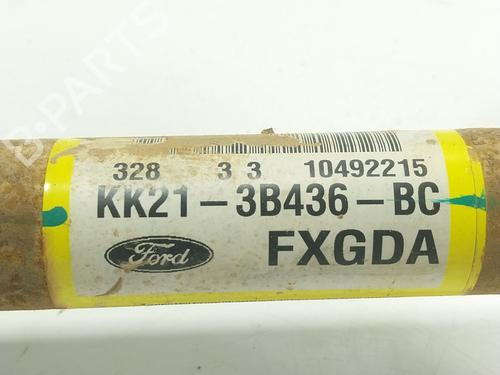 328 3 3 10492215
KK21-3B436-BC
Ford FXGDA
B-PARTS